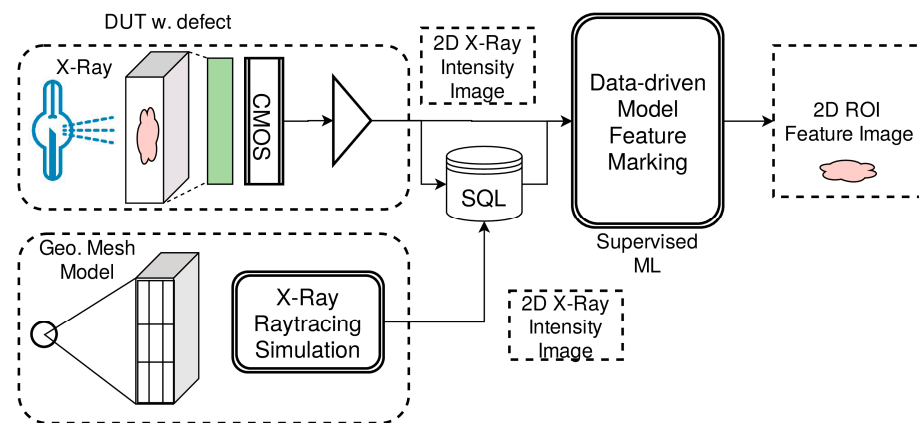 DUT w. defect
X-Ray
CMOS
2D X-Ray
Intensity
Image
SQL
Data-driven
Model
Feature
Marking
Supervised
ML
2D ROI
Feature Image
Geo. Mesh
Model
X-Ray
Raytracing
Simulation
2D X-Ray
Intensity
Image